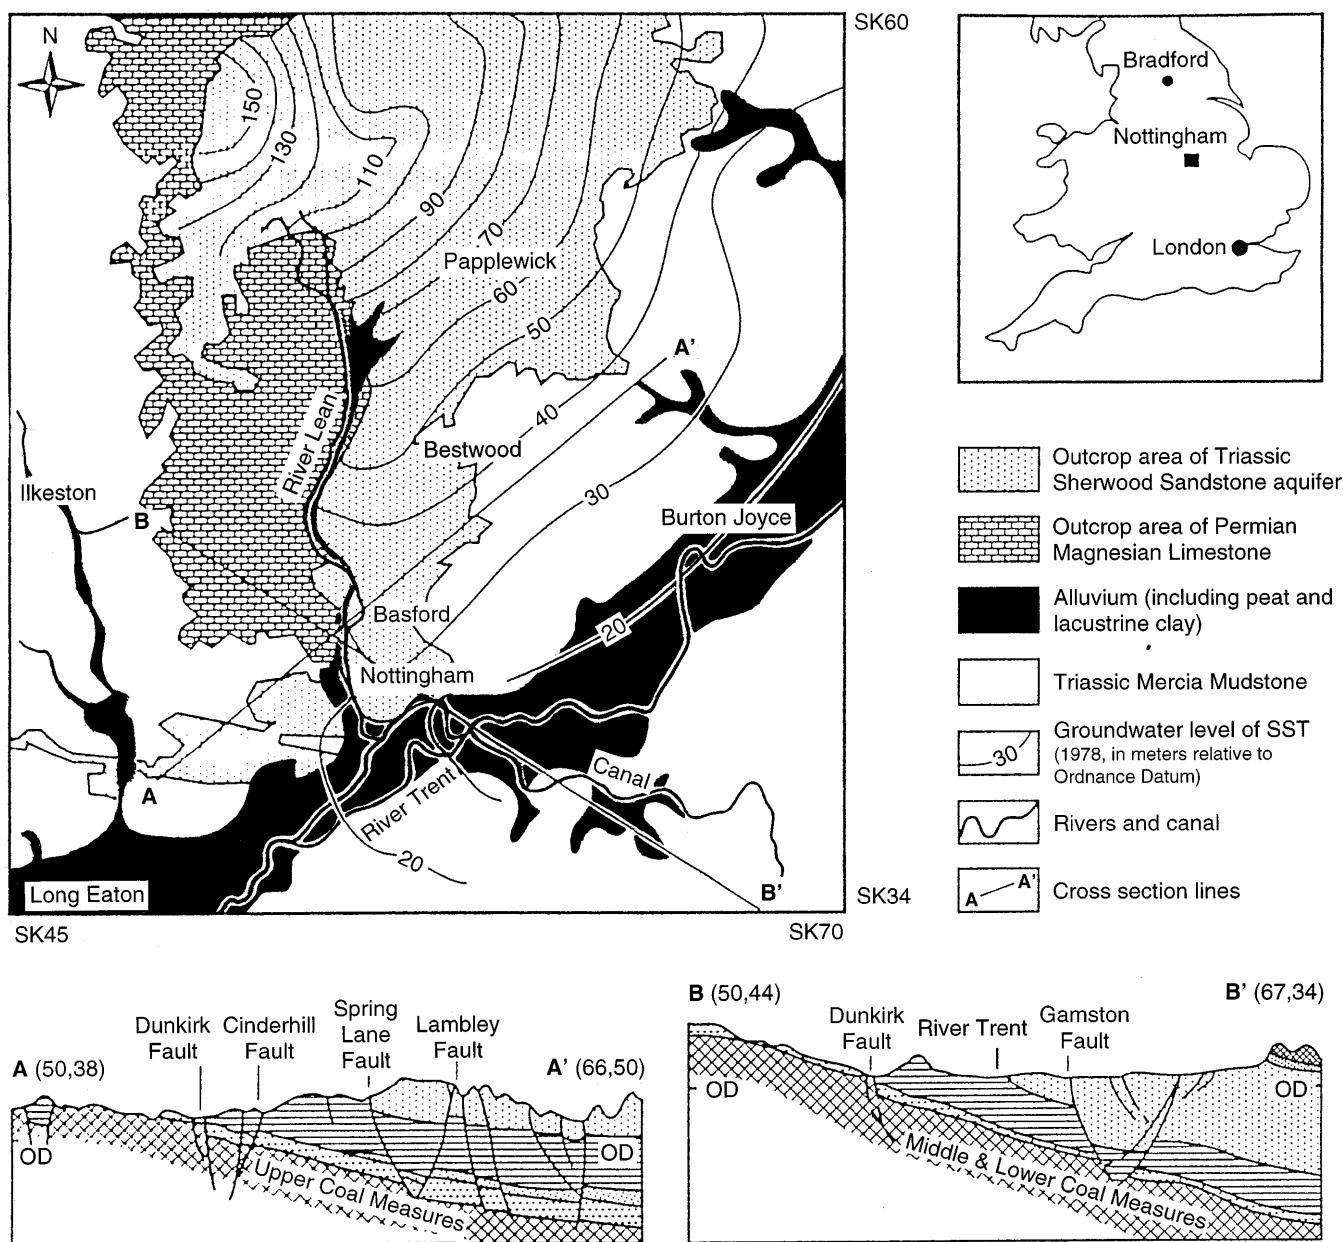 N
SK60
150
130
110
90
70
Papplewick
60
50
A'
40
Bestwood
River Lean
Ilkeston
B
30
Burton Joyce
Basford
20
Nottingham
A
River Trent
Canal
20
B'
Long Eaton
SK34
SK45
SK70
Bradford
Nottingham
London
Outcrop area of Triassic
Sherwood Sandstone aquifer
Outcrop area of Permian
Magnesian Limestone
Alluvium (including peat and
lacustrine clay)
Triassic Mercia Mudstone
30
Groundwater level of SST
(1978, in meters relative to
Ordnance Datum)
Rivers and canal
A A'
Cross section lines
A (50,38)
Dunkirk
Fault
Cinderhill
Fault
Spring
Lane
Fault
Lambley
Fault
A' (66,50)
OD
OD
Upper Coal Measures
B (50,44)
Dunkirk
Fault
River Trent
Gamston
Fault
B' (67,34)
OD
OD
Middle & Lower Coal Measures